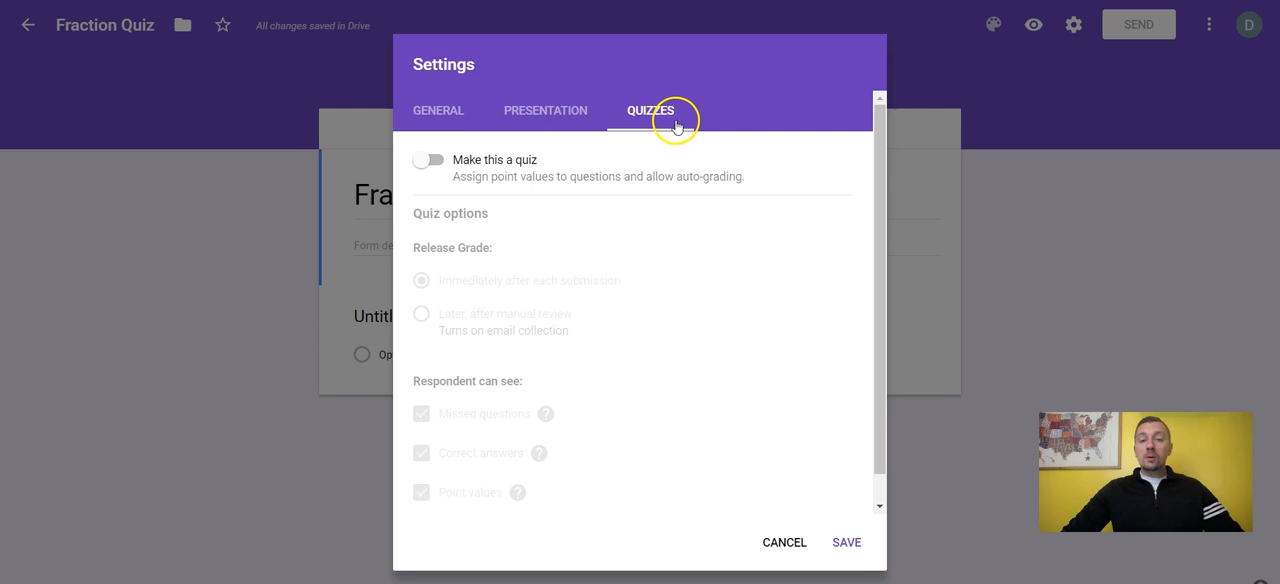 Fraction Quiz
All changes saved in Drive
SEND
D
Settings
GENERAL PRESENTATION QUIZZES
Make this a quiz
Assign point values to questions and allow auto-grading.
Quiz options
Release Grade:
Immediately after each submission
Later, after manual review
Turns on email collection
Respondent can see:
Missed questions ?
Correct answers ?
Point values ?
CANCEL SAVE
Fra
Form de
Untitl
Op